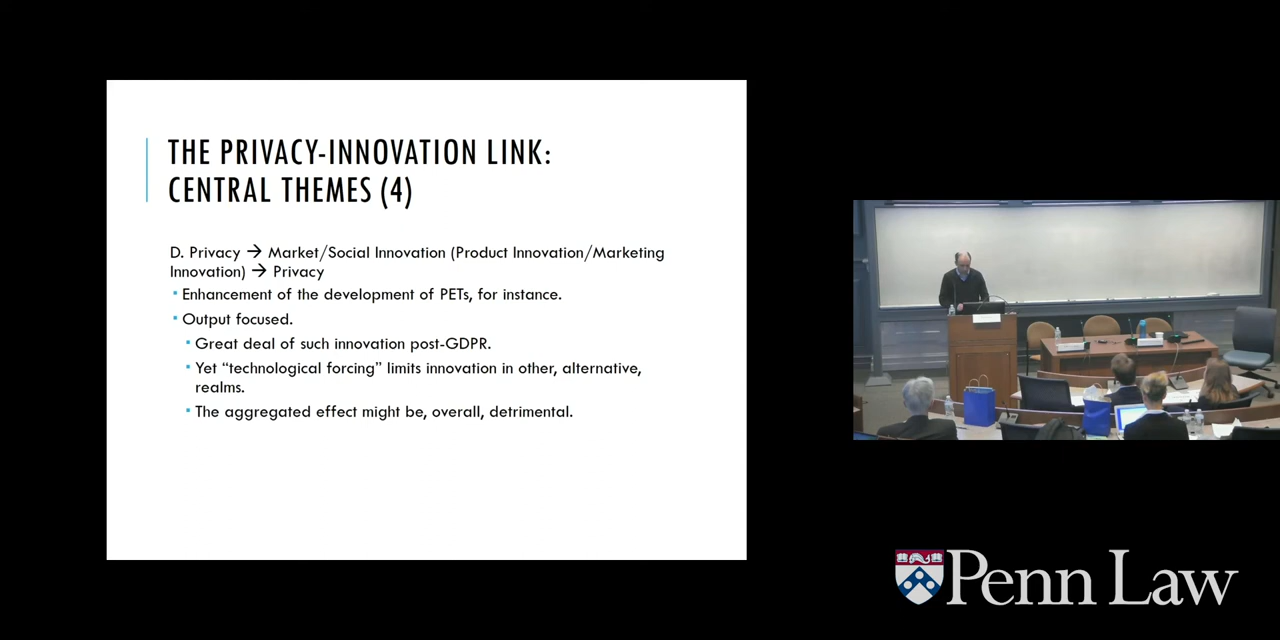 THE PRIVACY-INNOVATION LINK:
CENTRAL THEMES (4)
D. Privacy → Market/Social Innovation (Product Innovation/Marketing
Innovation) → Privacy
▪ Enhancement of the development of PETs, for instance.
▪ Output focused.
▪ Great deal of such innovation post-GDPR.
▪ Yet “technological forcing” limits innovation in other, alternative,
realms.
▪ The aggregated effect might be, overall, detrimental.
Penn Law